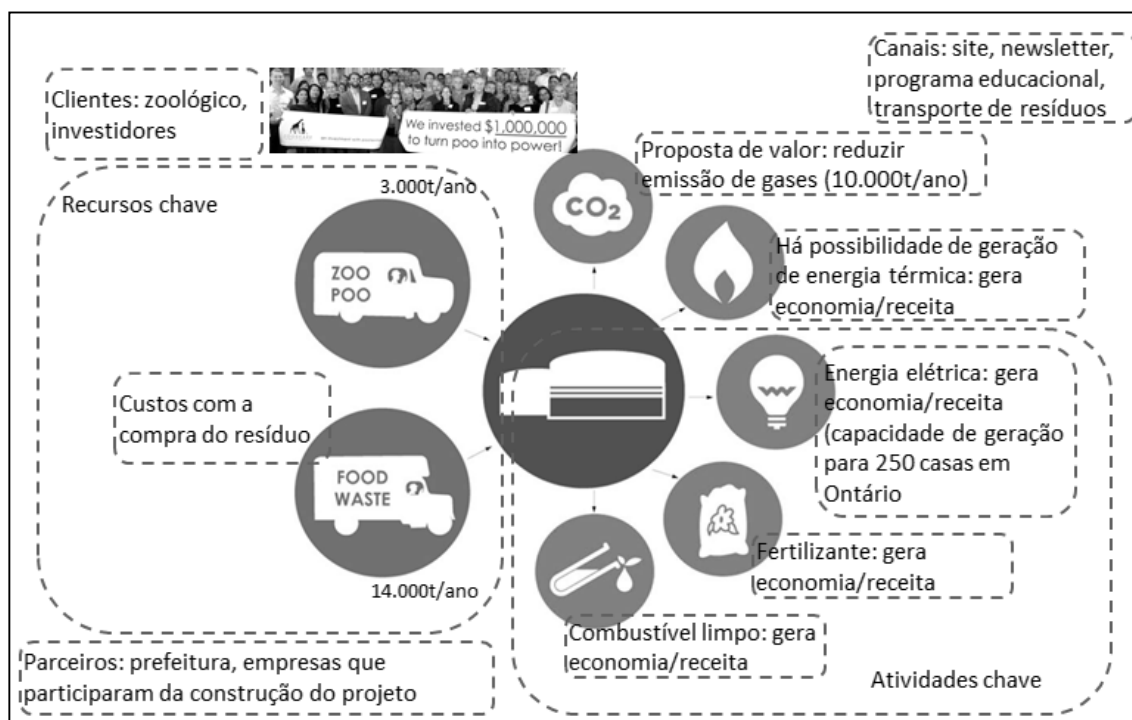 Clientes: zoológico,
investidores
We invested $1,000,000
to turn poo into power!
Canais: site, newsletter,
programa educacional,
transporte de resíduos
Proposta de valor: reduzir
emissão de gases (10.000t/ano)
CO2
Recursos chave
3.000t/ano
ZOO
POO
Há possibilidade de geração
de energia térmica: gera
economia/receita
Custos com a
compra do resíduo
FOOD
WASTE
14.000t/ano
Energia elétrica: gera
economia/receita
(capacidade de geração
para 250 casas em
Ontário
Fertilizante: gera
economia/receita
Combustível limpo: gera
economia/receita
Atividades chave
Parceiros: prefeitura, empresas que
participaram da construção do projeto